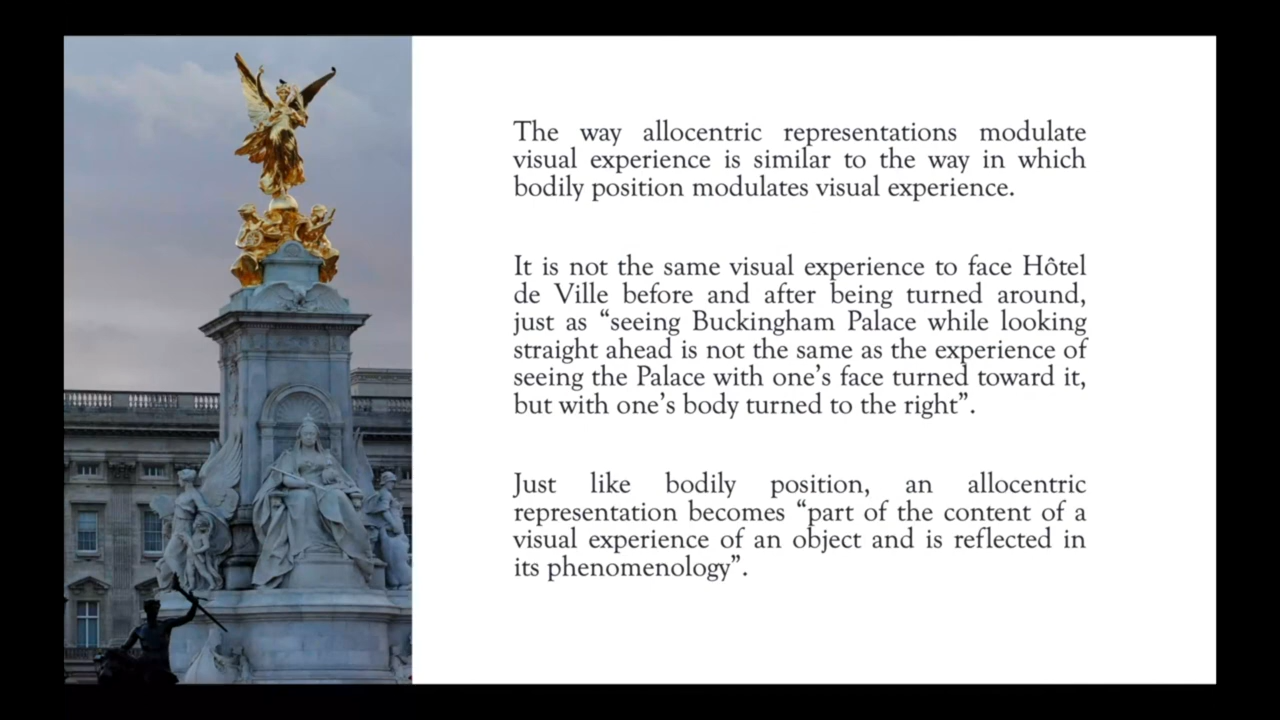 The way allocentric representations modulate
visual experience is similar to the way in which
bodily position modulates visual experience.
It is not the same visual experience to face Hôtel
de Ville before and after being turned around,
just as “seeing Buckingham Palace while looking
straight ahead is not the same as the experience of
seeing the Palace with one’s face turned toward it,
but with one’s body turned to the right”.
Just like bodily position, an allocentric
representation becomes “part of the content of a
visual experience of an object and is reflected in
its phenomenology”.